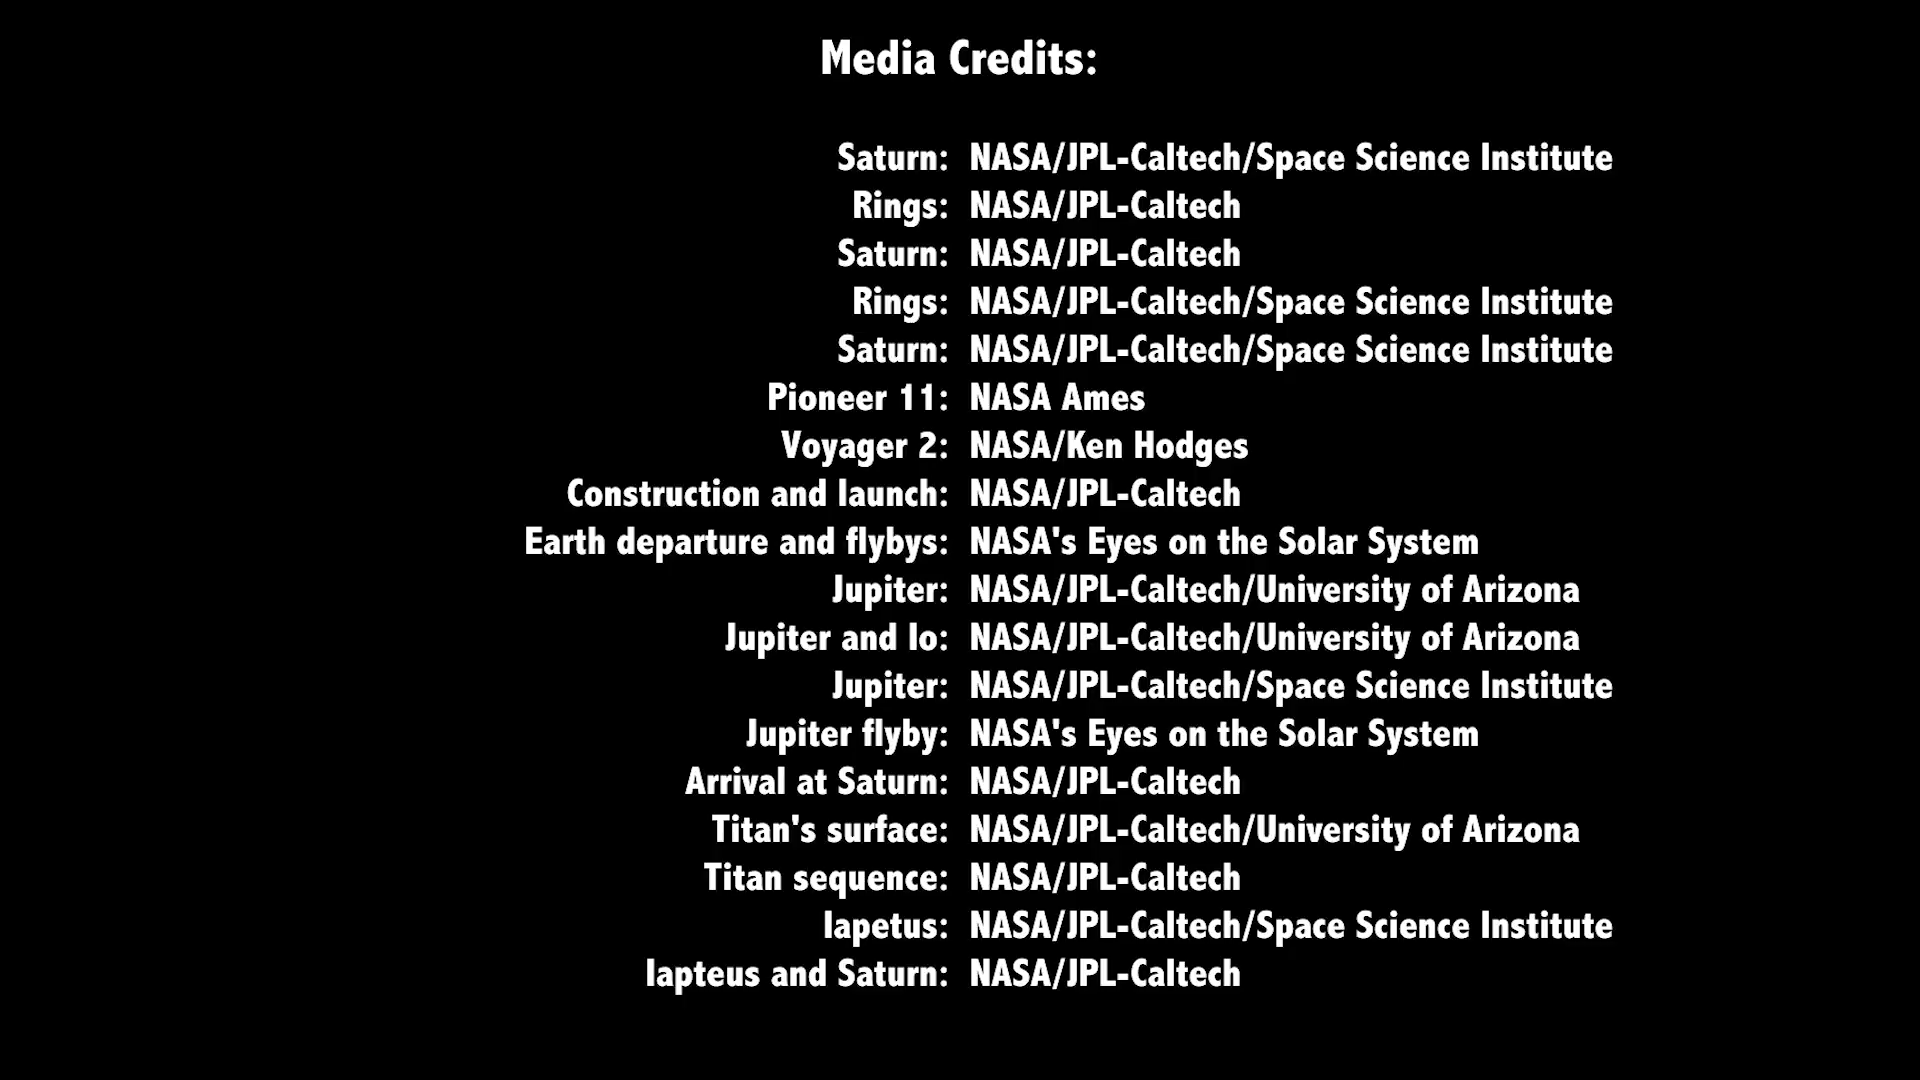 Media Credits:
Saturn: NASA/JPL-Caltech/Space Science Institute
Rings: NASA/JPL-Caltech
Saturn: NASA/JPL-Caltech
Rings: NASA/JPL-Caltech/Space Science Institute
Saturn: NASA/JPL-Caltech/Space Science Institute
Pioneer 11: NASA Ames
Voyager 2: NASA/Ken Hodges
Construction and launch: NASA/JPL-Caltech
Earth departure and flybys: NASA's Eyes on the Solar System
Jupiter: NASA/JPL-Caltech/University of Arizona
Jupiter and Io: NASA/JPL-Caltech/University of Arizona
Jupiter: NASA/JPL-Caltech/Space Science Institute
Jupiter flyby: NASA's Eyes on the Solar System
Arrival at Saturn: NASA/JPL-Caltech
Titan's surface: NASA/JPL-Caltech/University of Arizona
Titan sequence: NASA/JPL-Caltech
Iapetus: NASA/JPL-Caltech/Space Science Institute
Iapteus and Saturn: NASA/JPL-Caltech